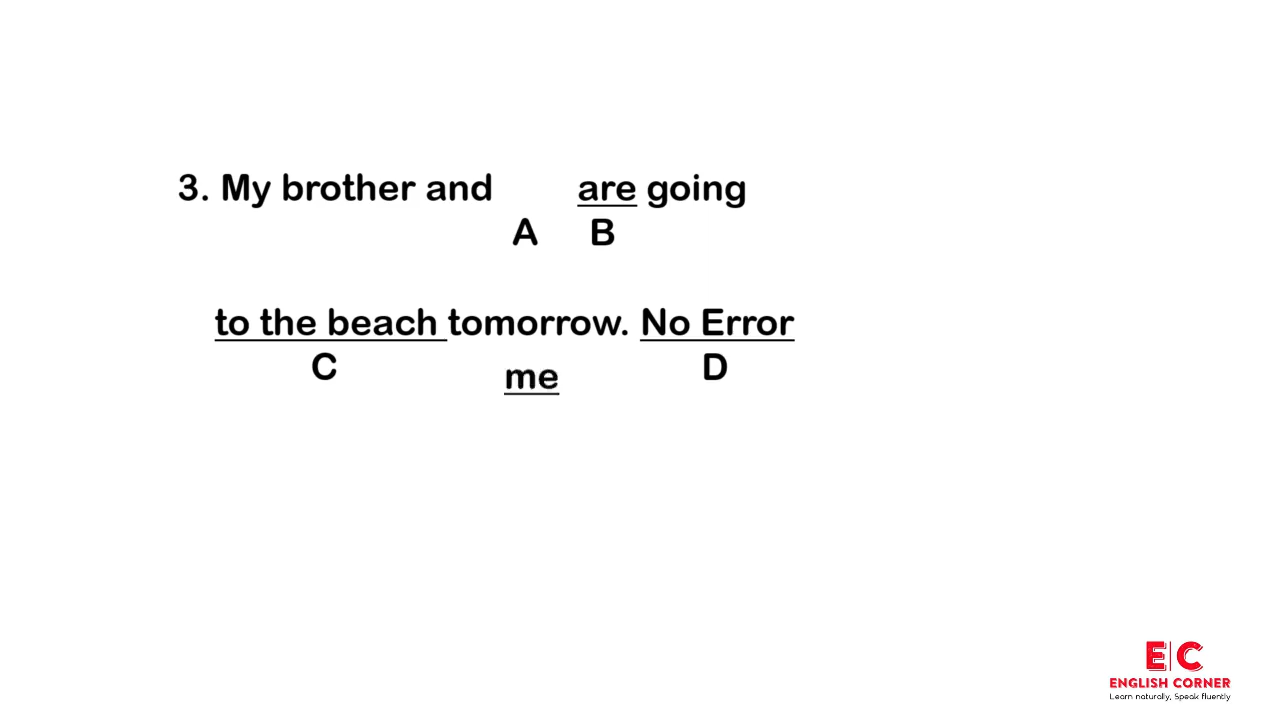 3. My brother and are going
A B
to the beach tomorrow. No Error
C D
me
E|C
ENGLISH CORNER
Learn naturally, Speak fluently